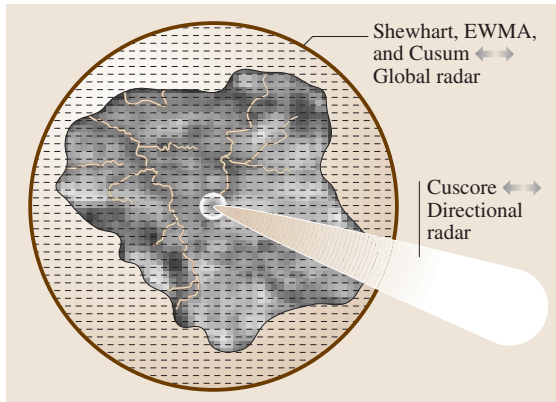 Shewhart, EWMA,
and Cusum ⟷
Global radar
Cuscore ⟷
Directional
radar